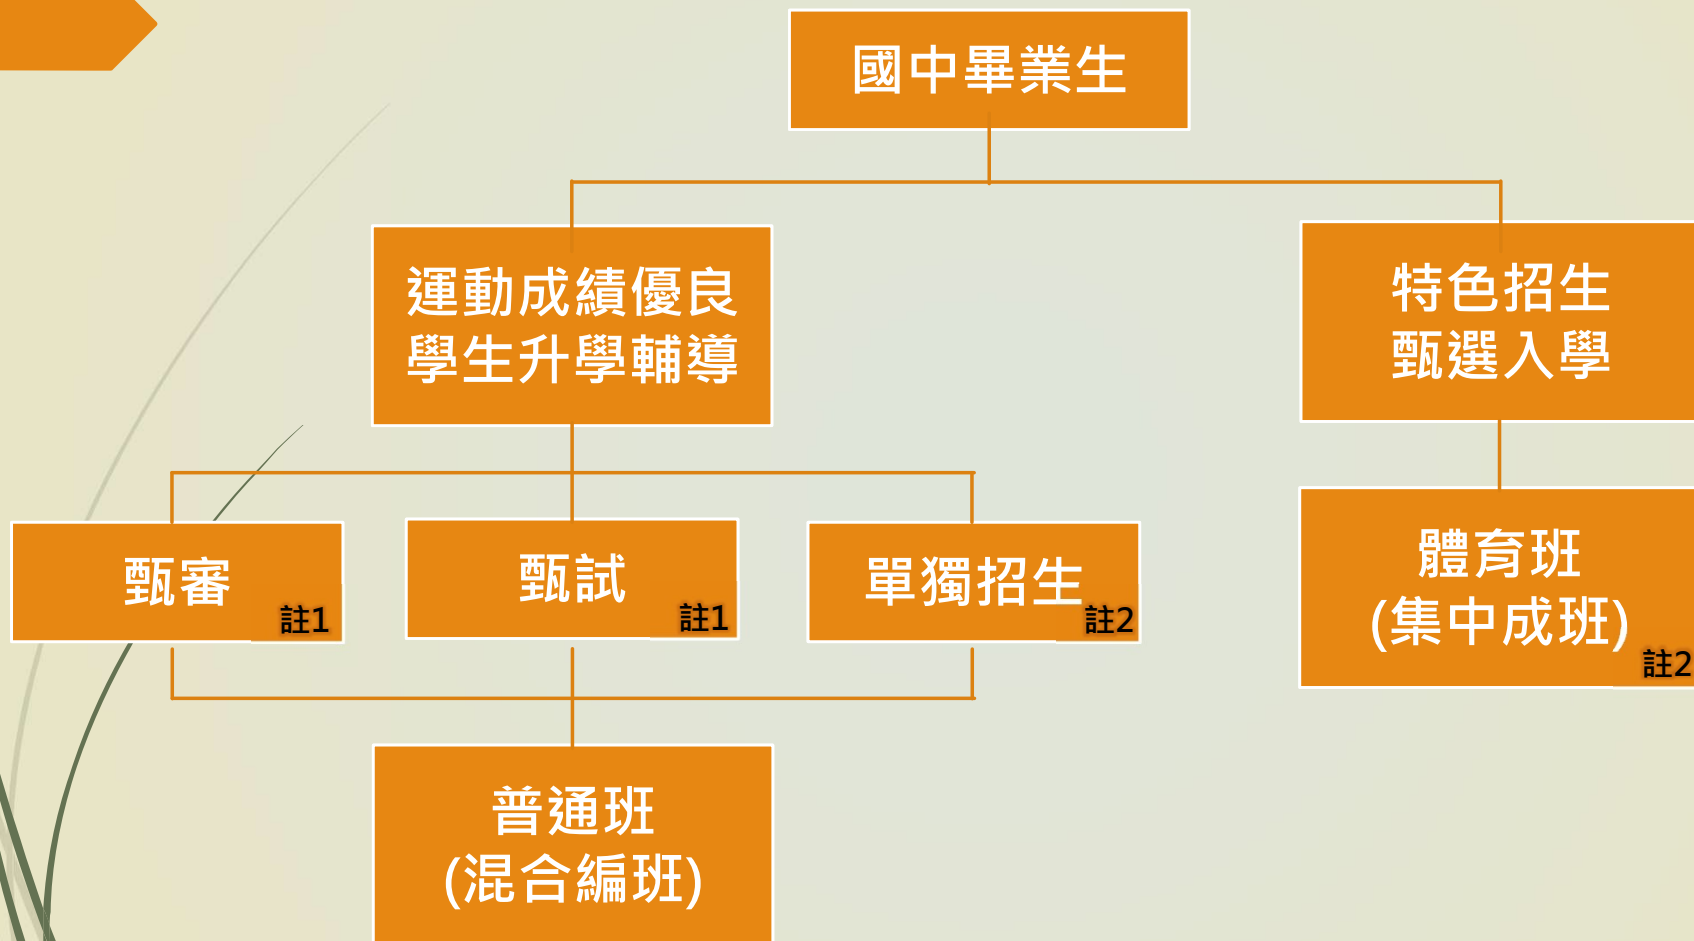 國中畢業生
運動成績優良
學生升學輔導
特色招生
甄選入學
甄審
註1
甄試
註1
單獨招生
註2
體育班
(集中成班)
註2
普通班
(混合編班)